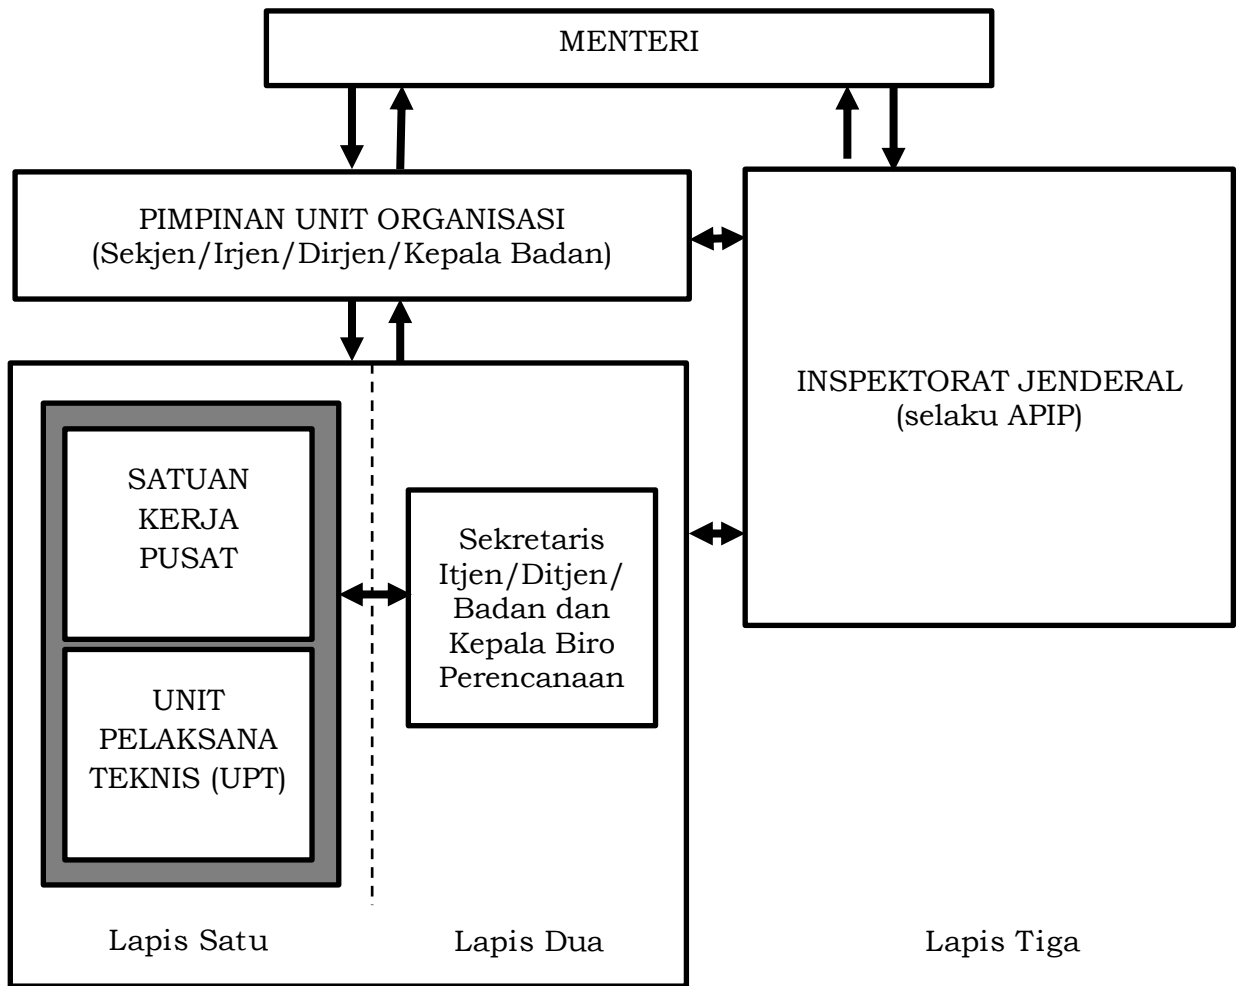 MENTERI
PIMPINAN UNIT ORGANISASI
(Sekjen/Irjen/Dirjen/Kepala Badan)
INSPEKTORAT JENDERAL
(selaku APIP)
SATUAN
KERJA
PUSAT
Sekretaris
Itjen/Ditjen/
Badan dan
Kepala Biro
Perencanaan
UNIT
PELAKSANA
TEKNIS (UPT)
Lapis Satu
Lapis Dua
Lapis Tiga